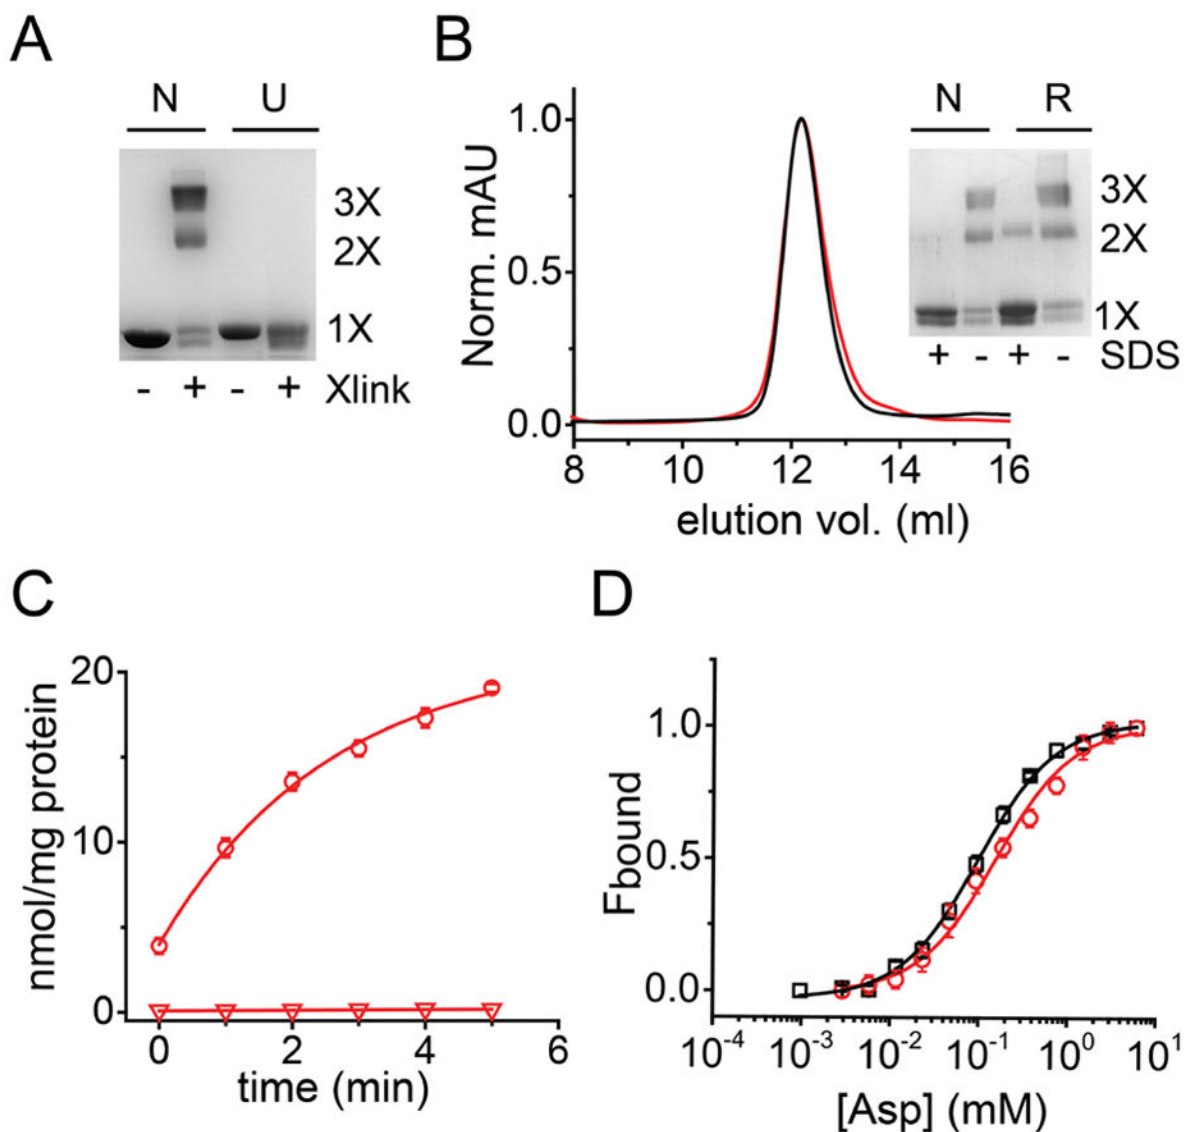 A
N U
3X
2X
1X
- + - + Xlink
B
Norm. mAU
1.0
0.5
0.0
8 10 12 14 16
elution vol. (ml)
N R
3X
2X
1X
+ - + - SDS
C
nmol/mg protein
20
10
0
0 2 4 6
time (min)
D
Fbound
1.0
0.5
0.0
10⁻⁴ 10⁻³ 10⁻² 10⁻¹ 10⁰ 10¹
[Asp] (mM)